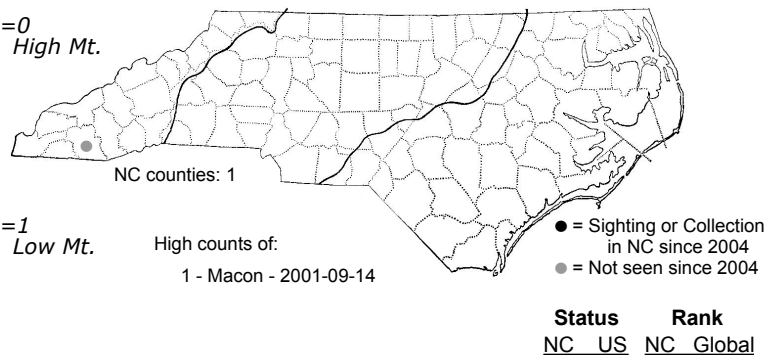 =0
High Mt.
NC counties: 1
=1
Low Mt.
High counts of:
1 - Macon - 2001-09-14
● = Sighting or Collection
in NC since 2004
● = Not seen since 2004
Status Rank
NC US NC Global